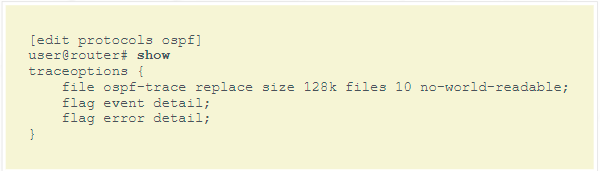 [edit protocols ospf]
user@router# show
traceoptions {
file ospf-trace replace size 128k files 10 no-world-readable;
flag event detail;
flag error detail;
}